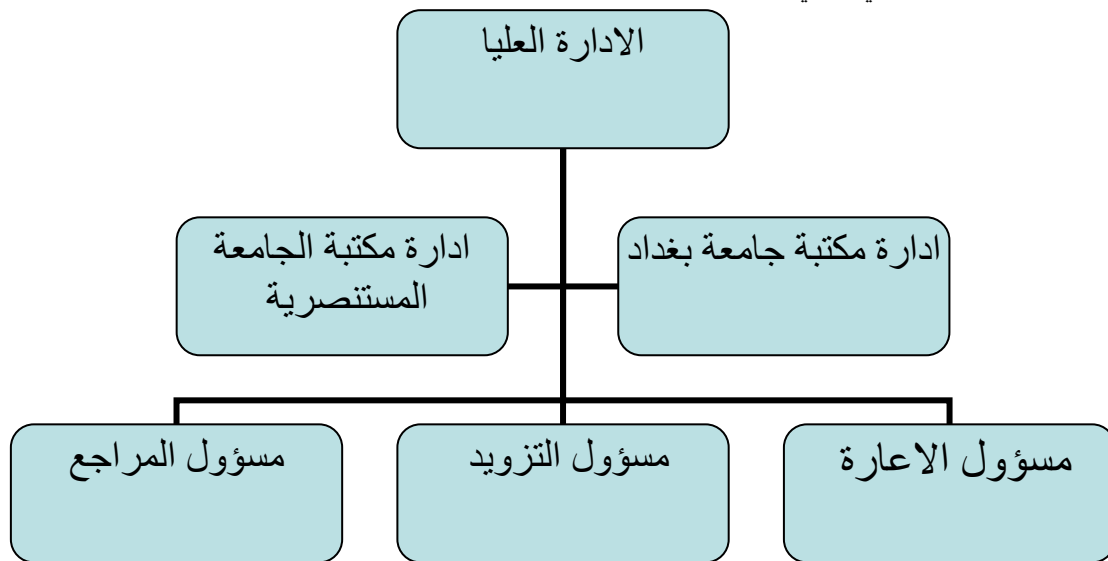 الادارة العليا
ادارة مكتبة جامعة بغداد
ادارة مكتبة الجامعة
المستنصرية
مسؤول الاعارة
مسؤول التزويد
مسؤول المراجع